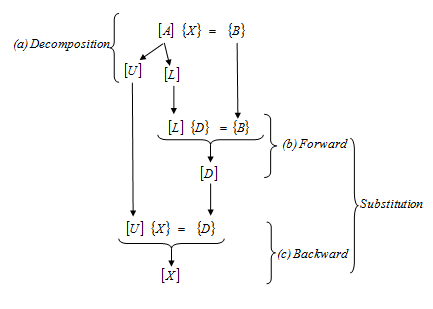 [A] {X} = {B}
(a) Decomposition
[U] [L]
[L] {D} = {B}
(b) Forward
[D]
Substitution
[U] {X} = {D}
(c) Backward
[X]